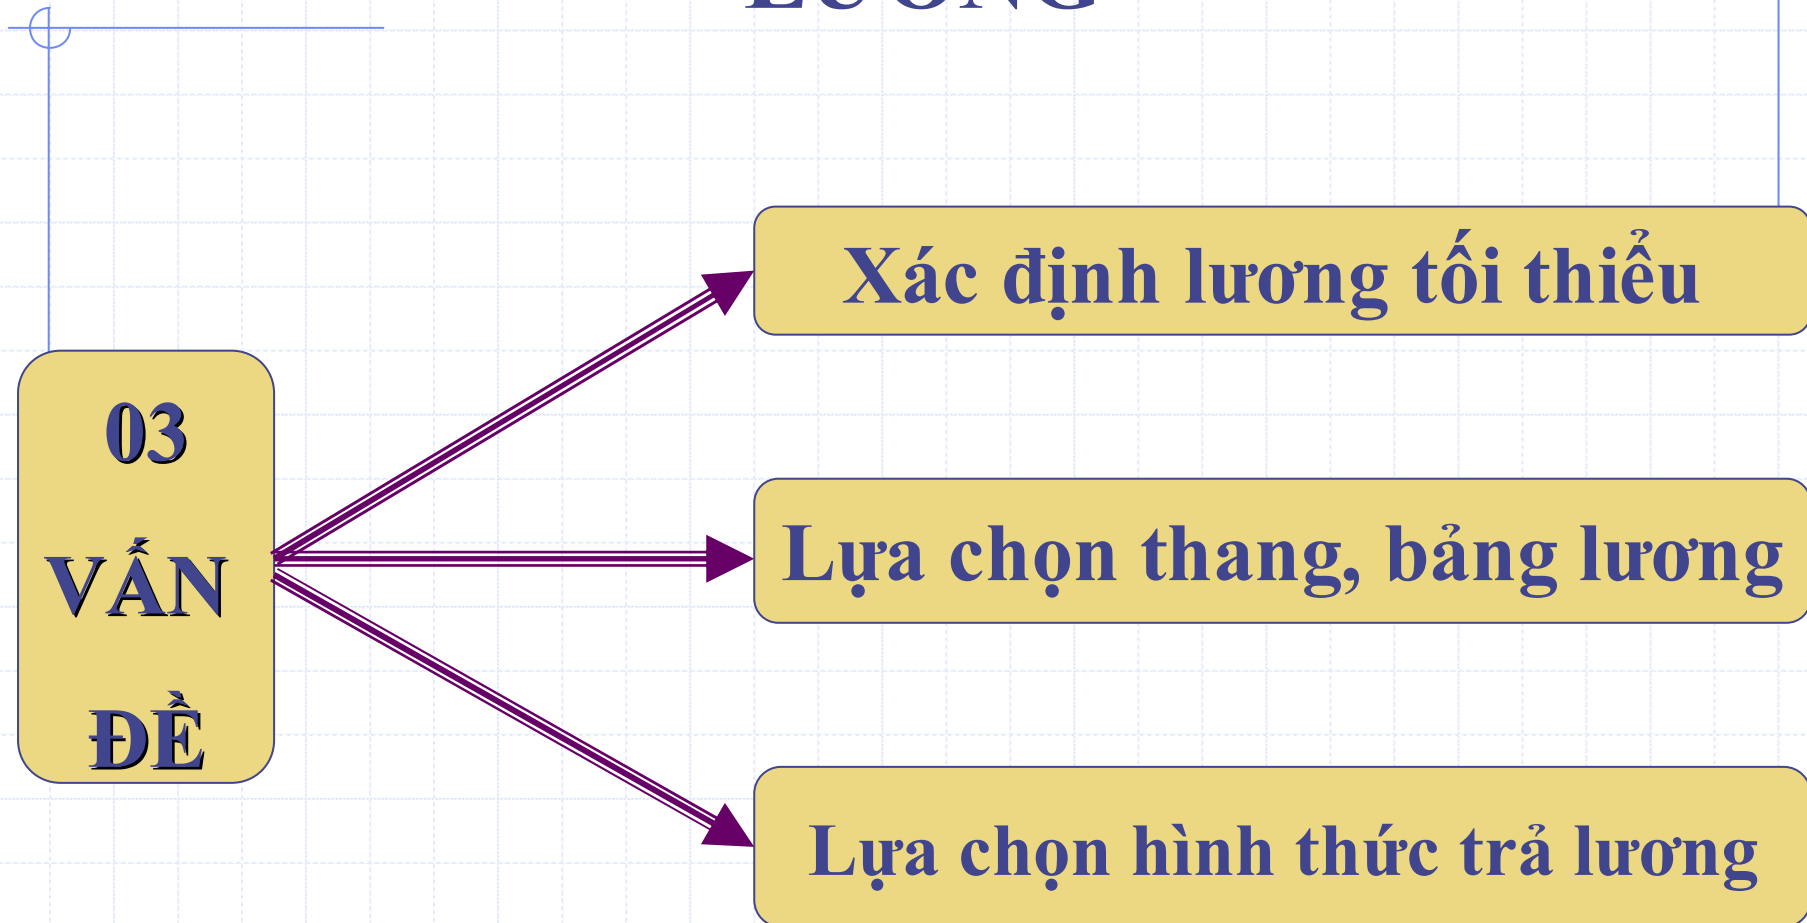 03
VẤN
ĐỀ
Xác định lương tối thiểu
Lựa chọn thang, bảng lương
Lựa chọn hình thức trả lương